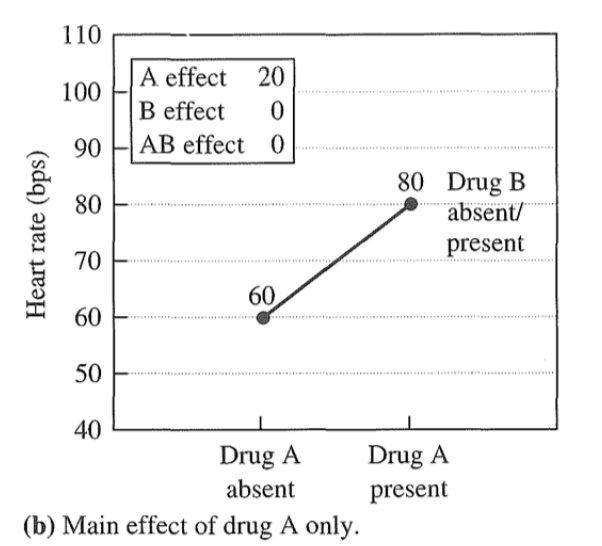 110
100
90
80
70
60
50
40
Heart rate (bps)
A effect 20
B effect 0
AB effect 0
80 Drug B
absent/
present
60
Drug A
absent
Drug A
present
(b) Main effect of drug A only.